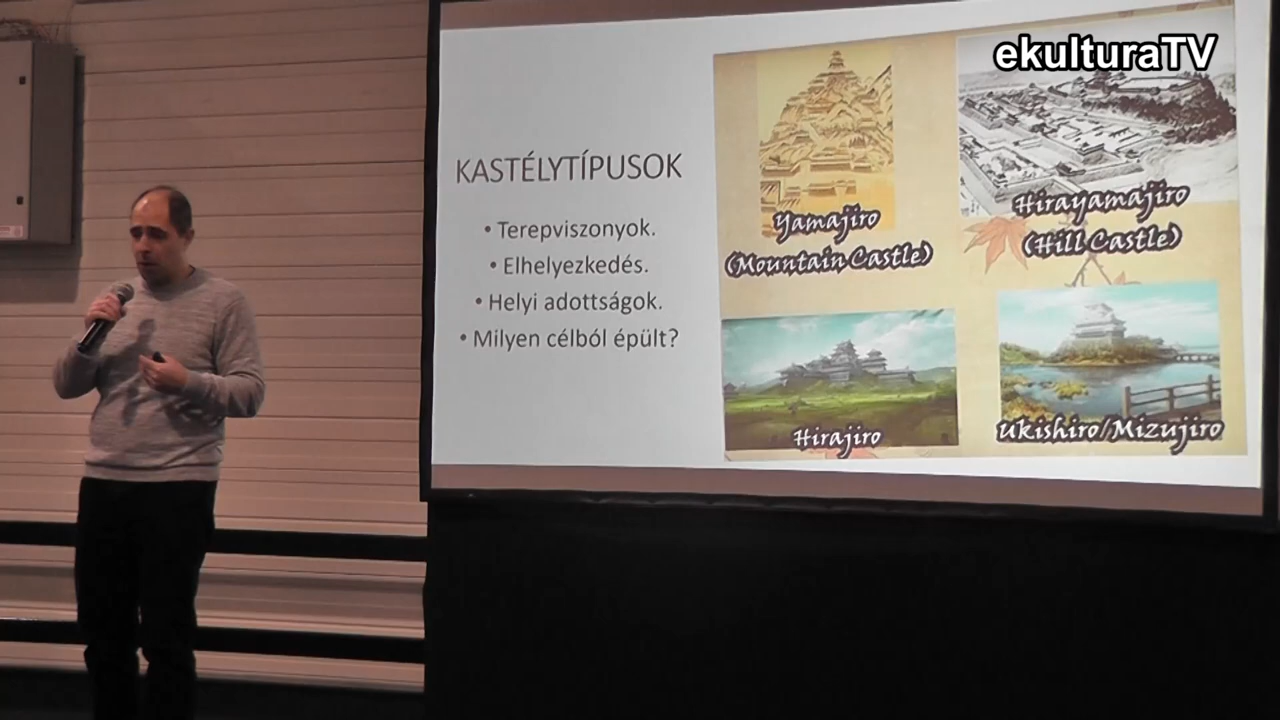 ekulturaTV
KASTÉLYTÍPUSOK
• Terepviszonyok.
• Elhelyezkedés.
• Helyi adottságok.
• Milyen célból épült?
Yamajiro
(Mountain Castle)
Hirayamajiro
(Hill Castle)
Hirajiro
Ukishiro/Mizujiro